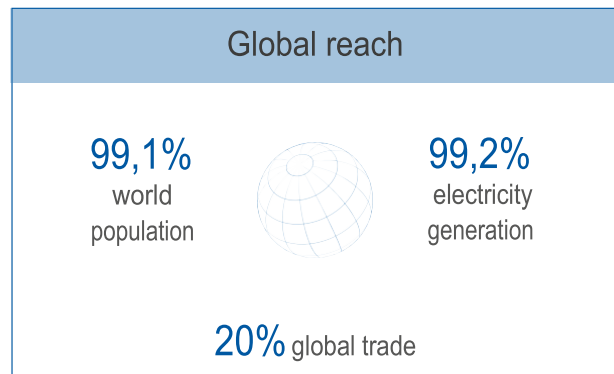 Global reach
99,1%
world
population
99,2%
electricity
generation
20% global trade